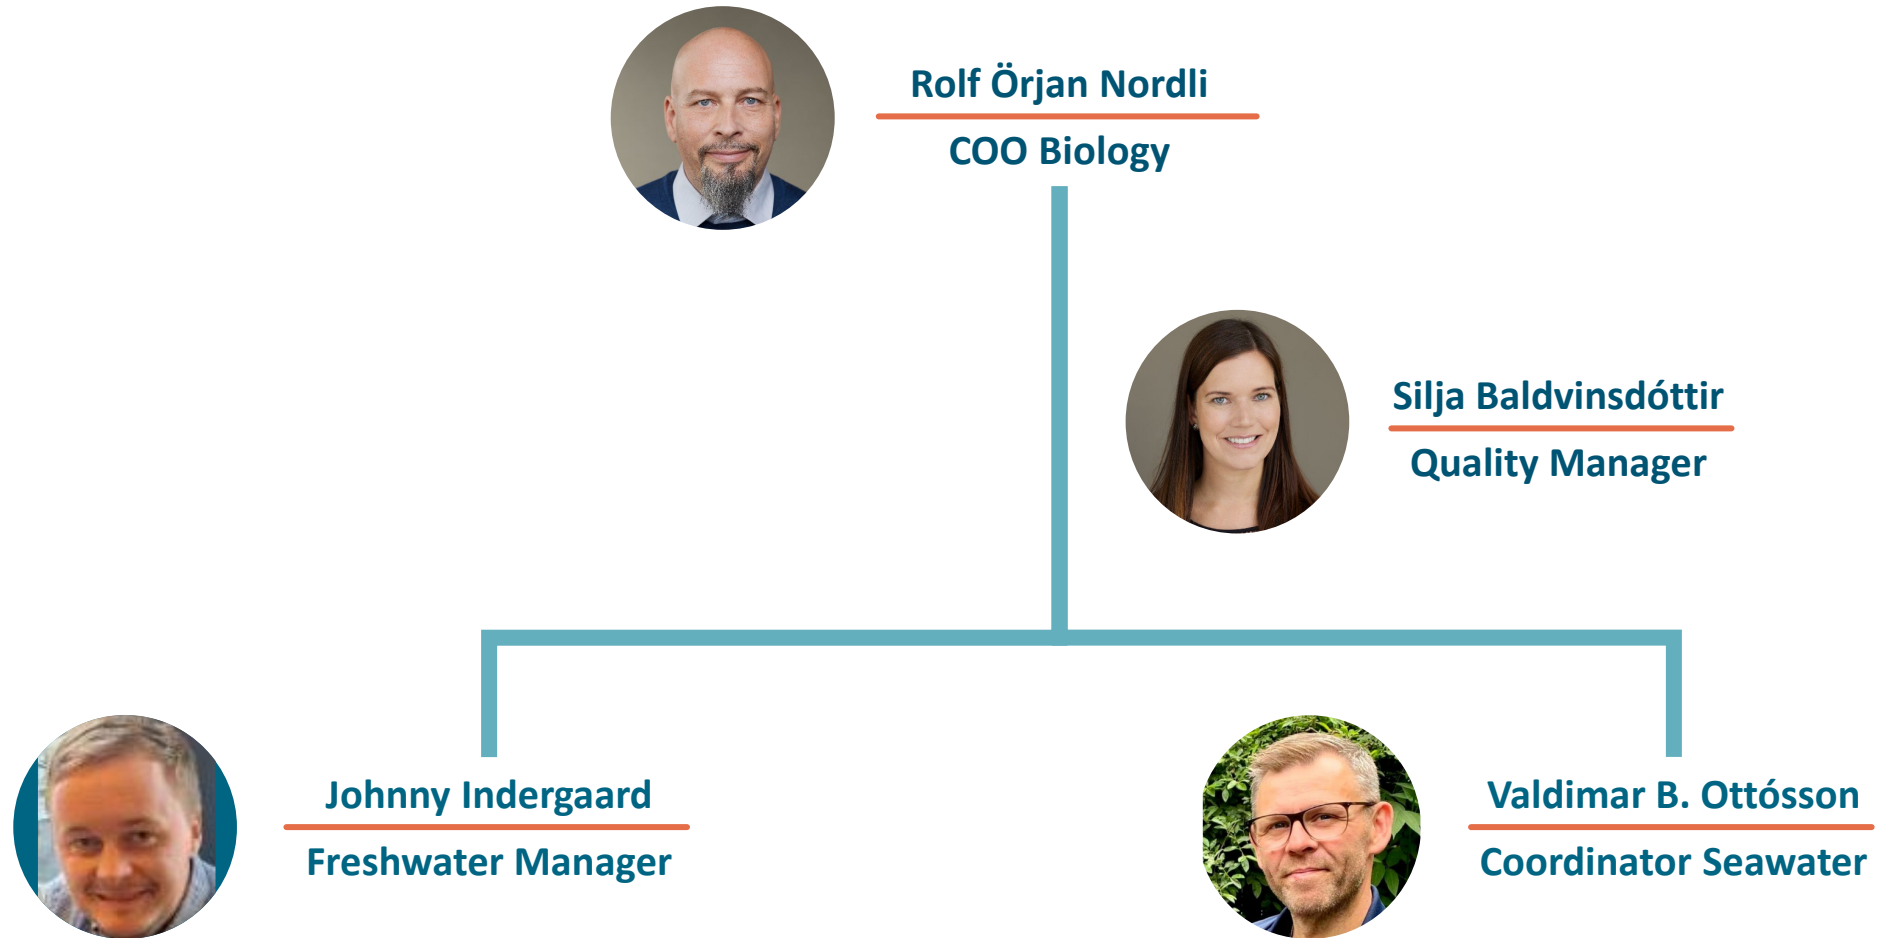 Rolf Örjan Nordli
COO Biology
Silja Baldvinsdóttir
Quality Manager
Johnny Indergaard
Freshwater Manager
Valdimar B. Ottósson
Coordinator Seawater